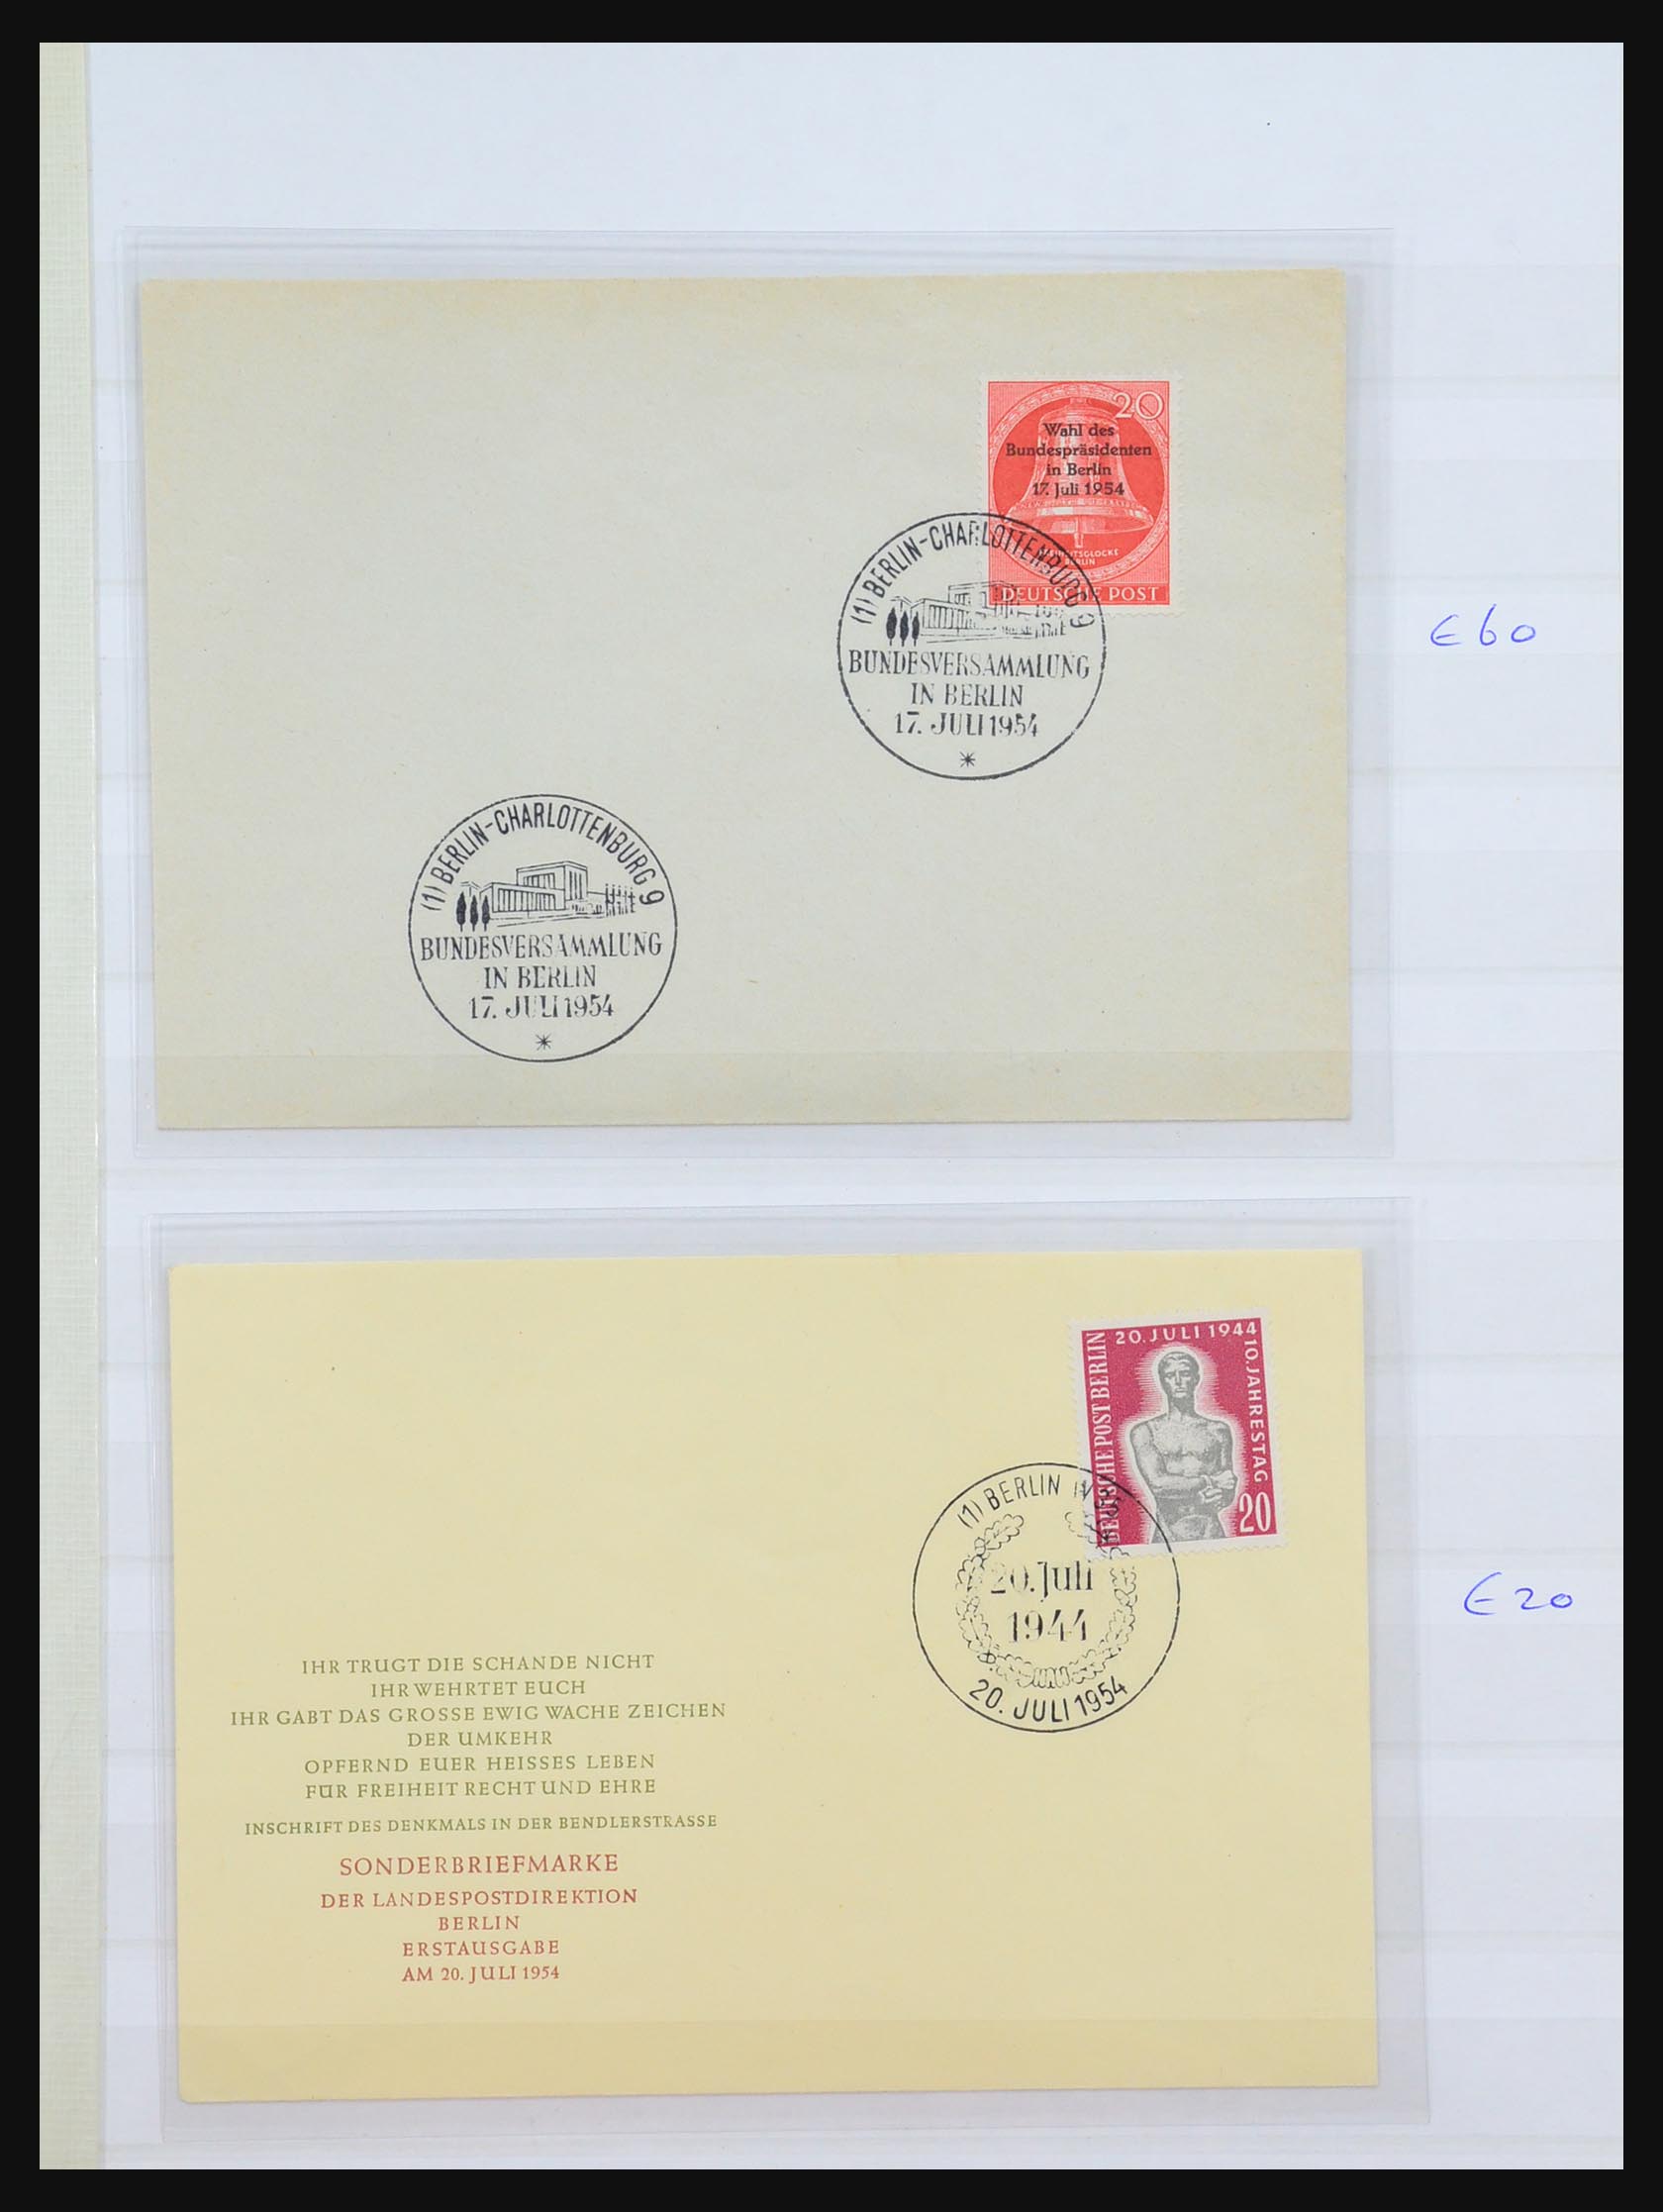 20
Wahl des
Bundespräsidenten
in Berlin
17. Juli 1954
BERLIN
DEUTSCHE POST
(1) BERLIN-CHARLOTTENBURG 9
BUNDESVERSAMMLUNG
IN BERLIN
17. JULI 1954
€ 60
(1) BERLIN-CHARLOTTENBURG 9
BUNDESVERSAMMLUNG
IN BERLIN
17. JULI 1954
20. JULI 1944
10. JAHRESTAG
DEUTSCHE POST BERLIN
20
(1) BERLIN
20. Juli
1944
20. JULI 1954
€ 20
IHR TRUGT DIE SCHANDE NICHT
IHR WEHRTET EUCH
IHR GABT DAS GROSSE EWIG WACHE ZEICHEN
DER UMKEHR
OPFERND EUER HEISSES LEBEN
FÜR FREIHEIT RECHT UND EHRE
INSCHRIFT DES DENKMALS IN DER BENDLERSTRASSE
SONDERBRIEFMARKE
DER LANDESPOSTDIREKTION
BERLIN
ERSTAUSGABE
AM 20. JULI 1954